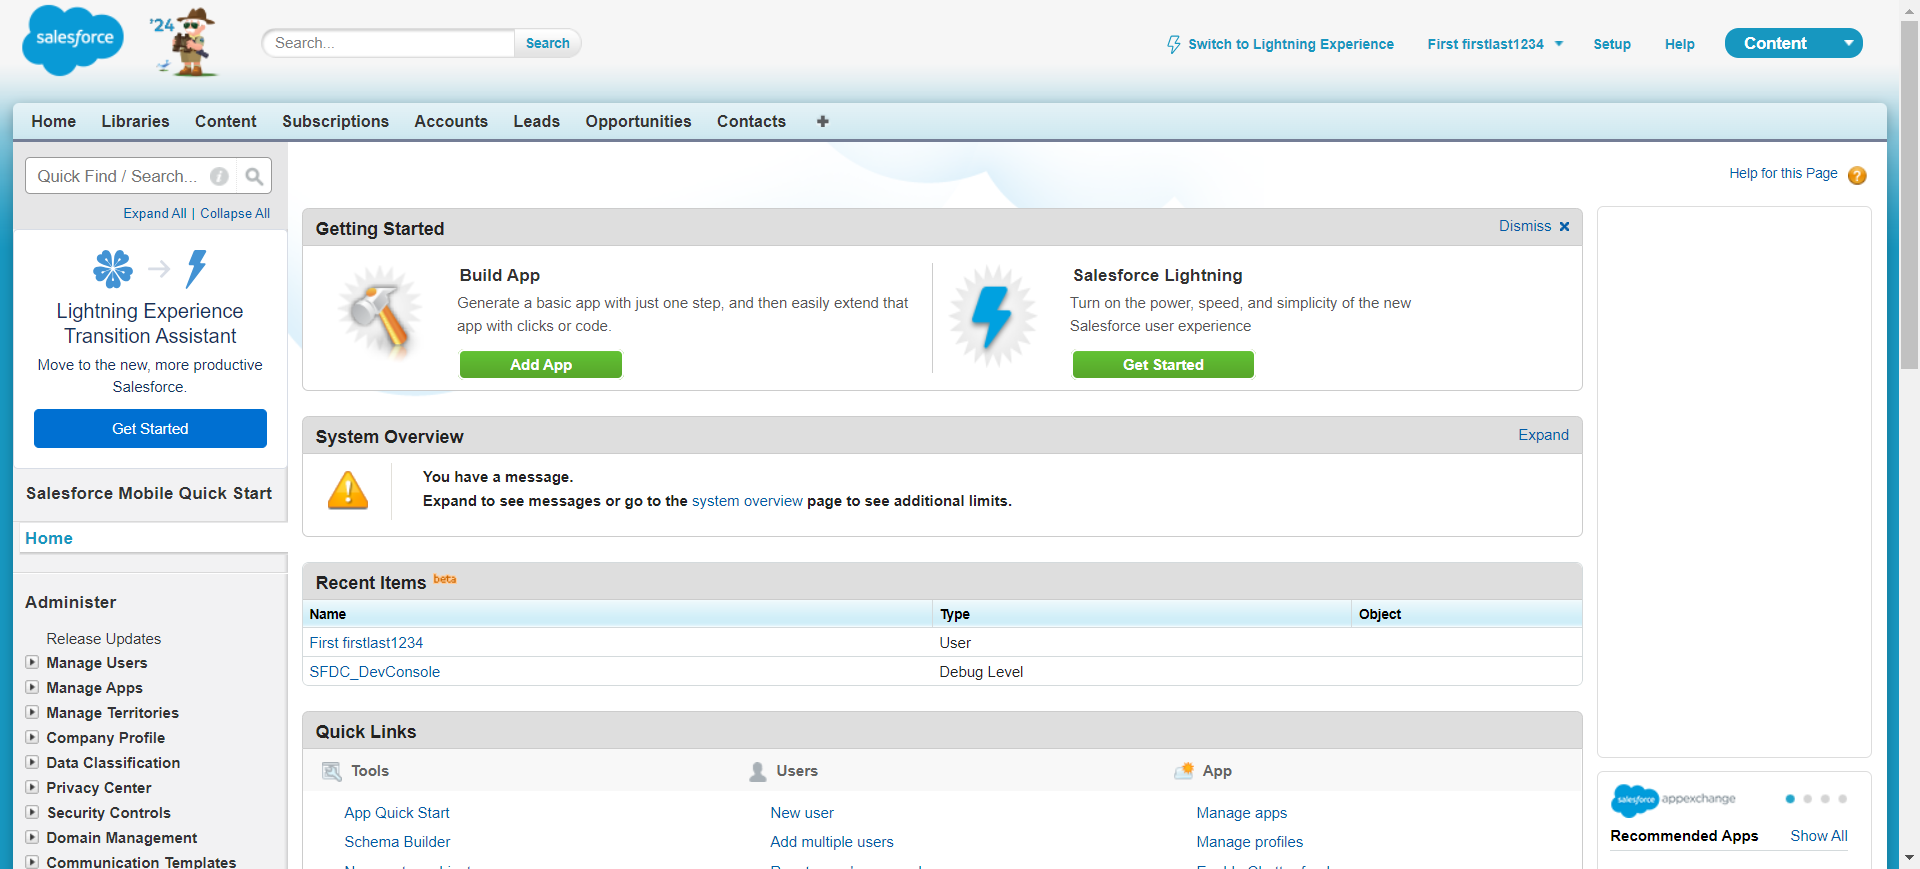 salesforce
'24
Search...
Search
Switch to Lightning Experience
First firstlast1234
Setup
Help
Content
Home
Libraries
Content
Subscriptions
Accounts
Leads
Opportunities
Contacts
Quick Find / Search...
Expand All | Collapse All
Lightning Experience
Transition Assistant
Move to the new, more productive
Salesforce.
Get Started
Salesforce Mobile Quick Start
Home
Administer
Release Updates
Manage Users
Manage Apps
Manage Territories
Company Profile
Data Classification
Privacy Center
Security Controls
Domain Management
Communication Templates
Help for this Page
Getting Started
Dismiss
Build App
Generate a basic app with just one step, and then easily extend that
app with clicks or code.
Add App
Salesforce Lightning
Turn on the power, speed, and simplicity of the new
Salesforce user experience
Get Started
System Overview
Expand
You have a message.
Expand to see messages or go to the system overview page to see additional limits.
Recent Items beta
Name Type Object
First firstlast1234 User
SFDC_DevConsole Debug Level
Quick Links
Tools
Users
App
App Quick Start
New user
Manage apps
Schema Builder
Add multiple users
Manage profiles
salesforce appexchange
Recommended Apps
Show All